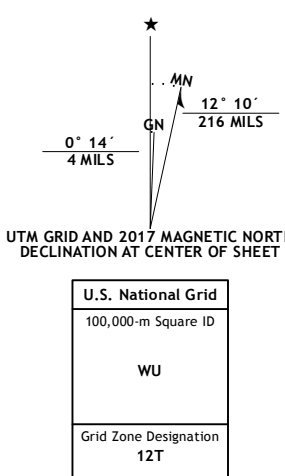 ★
MN
12° 10´
216 MILS
GN
0° 14´
4 MILS
UTM GRID AND 2017 MAGNETIC NORT
DECLINATION AT CENTER OF SHEET
U.S. National Grid
100,000-m Square ID
WU
Grid Zone Designation
12T